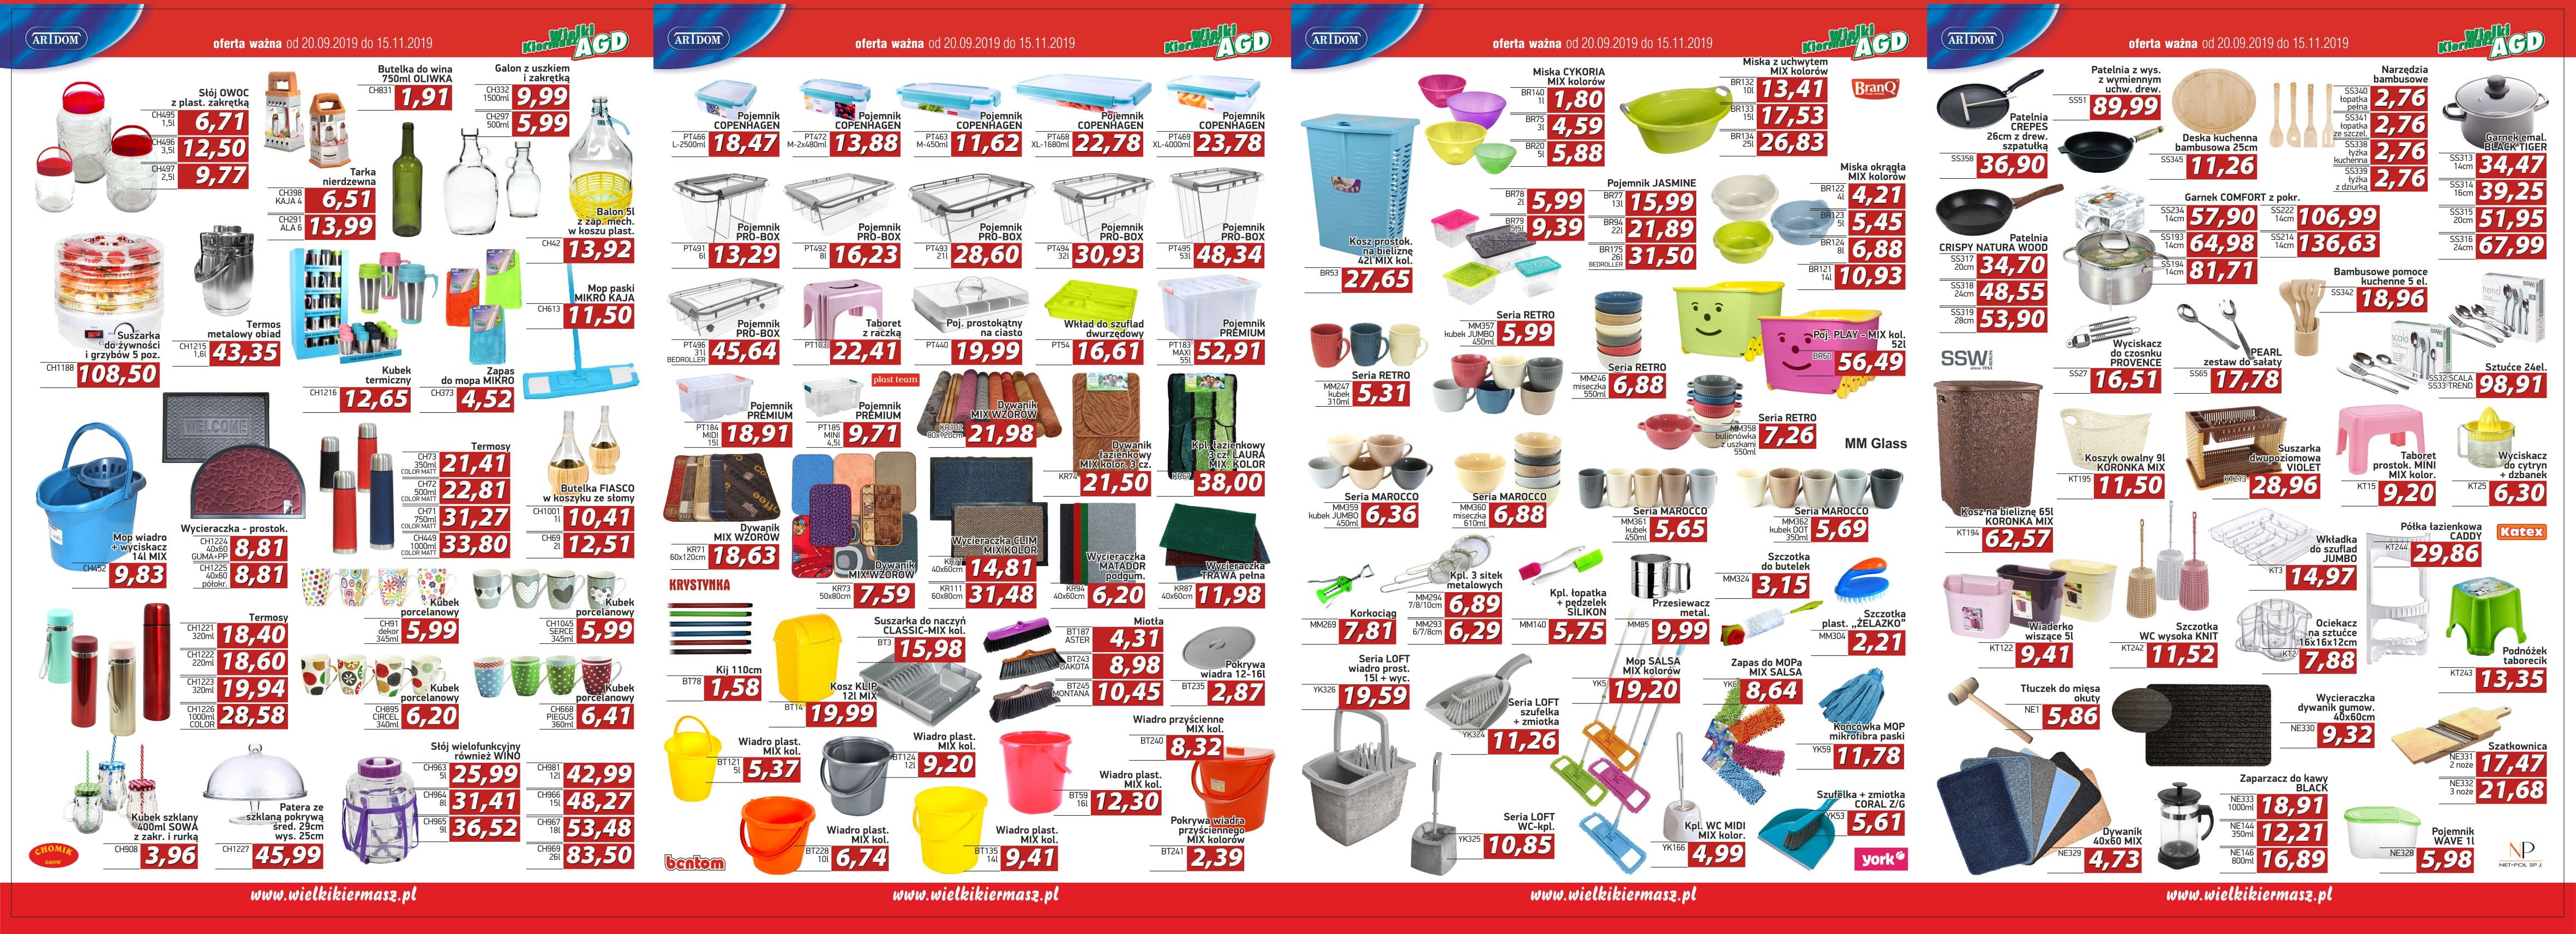 ARTDOM
oferta ważna od 20.09.2019 do 15.11.2019
Wielki
Kiermasz AGD
Słój OWOC
z plast. zakrętką
CH495
1,5l
6,71
CH496
3,5l
12,50
CH497
2,5l
9,77
Butelka do wina
750ml OLIWKA
CH831
1,91
Galon z uszkiem
i zakrętką
CH332
1500ml
9,99
CH297
500ml
5,99
Tarka
nierdzewna
CH398
KAJA 4
6,51
CH291
ALA 6
13,99
Balon 5l
z zap. mech.
w koszu plast.
CH42
13,92
Suszarka
do żywności
i grzybów 5 poz.
CH1188
108,50
Termos
metalowy obiad
CH1215
1,6l
43,35
Kubek
termiczny
CH1216
12,65
Zapas
do mopa MIKRO
CH373
4,52
Mop paski
MIKRO KAJA
CH613
11,50
WELCOME
Mop wiadro
+ wyciskacz
14l MIX
CH452
9,83
Wycieraczka - prostok.
CH1224
40x60
GUMA+PP
8,81
CH1225
40x60
półokr.
8,81
Termosy
CH73
350ml
COLOR MATT
21,41
CH72
500ml
COLOR MATT
22,81
CH71
750ml
COLOR MATT
31,27
CH449
1000ml
COLOR MATT
33,80
Butelka FIASCO
w koszyku ze słomy
CH1001
1l
10,41
CH69
2l
12,51
Termosy
CH1221
320ml
18,40
CH1222
220ml
18,60
CH1223
320ml
19,94
CH1226
1000ml
COLOR
28,58
Kubek
porcelanowy
CH91
dekor
345ml
5,99
Kubek
porcelanowy
CH1045
SERCE
345ml
5,99
Kubek
porcelanowy
CH895
CIRCEL
340ml
6,20
Kubek
porcelanowy
CH668
PIEGUS
360ml
6,41
Kubek szklany
400ml SOWA
z zakr. i rurką
CH908
3,96
Patera ze
szklaną pokrywą
śred. 29cm
wys. 25cm
CH1227
45,99
Słój wielofunkcyjny
również WINO
CH963
5l
25,99
CH964
8l
31,41
CH965
9l
36,52
CH981
12l
42,99
CH966
15l
48,27
CH967
18l
53,48
CH969
26l
83,50
CHOMIK
www.wielkikiermasz.pl
ARTDOM
oferta ważna od 20.09.2019 do 15.11.2019
Wielki
Kiermasz AGD
Pojemnik
COPENHAGEN
PT466
L-2500ml
18,47
Pojemnik
COPENHAGEN
PT472
M-2x480ml
13,88
Pojemnik
COPENHAGEN
PT463
M-450ml
11,62
Pojemnik
COPENHAGEN
PT468
XL-1680ml
22,78
Pojemnik
COPENHAGEN
PT469
XL-4000ml
23,78
Pojemnik
PRO-BOX
PT491
6l
13,29
Pojemnik
PRO-BOX
PT492
8l
16,23
Pojemnik
PRO-BOX
PT493
21l
28,60
Pojemnik
PRO-BOX
PT494
32l
30,93
Pojemnik
PRO-BOX
PT495
53l
48,34
Pojemnik
PRO-BOX
PT496
31l
BEDROLLER
45,64
Taboret
z rączką
PT103
22,41
Poj. prostokątny
na ciasto
PT440
19,99
Wkład do szuflad
dwurzędowy
PT54
16,61
Pojemnik
PREMIUM
PT183
MAXI
55l
52,91
Pojemnik
PREMIUM
PT184
MIDI
15l
18,91
Pojemnik
PREMIUM
PT185
MINI
4,5l
9,71
plast team
Dywanik
MIX WZORÓW
80x120cm
21,98
Dywanik
łazienkowy
MIX kolor. 3 cz.
KR74
21,50
Kpl. łazienkowy
3 cz. LAURA
MIX. KOLOR
38,00
Dywanik
MIX WZORÓW
KR71
60x120cm
18,63
Dywanik
MIX WZORÓW
KR73
50x80cm
7,59
Wycieraczka CLIM
MIX KOLOR
40x60cm
14,81
KR111
60x80cm
31,48
Wycieraczka
MATADOR
podgum.
KR94
40x60cm
6,20
Wycieraczka
TRAWA pełna
KR87
40x60cm
11,98
KRYSTYNKA
Kij 110cm
BT78
1,58
Kosz KLIP
12l MIX
BT14
19,99
Suszarka do naczyń
CLASSIC-MIX kol.
BT3
15,98
Miotła
BT187
ASTER
4,31
BT243
DAKOTA
8,98
BT245
MONTANA
10,45
Pokrywa
wiadra 12-16l
BT235
2,87
Wiadro plast.
MIX kol.
BT121
5l
5,37
Wiadro plast.
MIX kol.
BT124
12l
9,20
Wiadro przyścienne
MIX kol.
BT240
8,32
Wiadro plast.
MIX kol.
BT59
16l
12,30
Wiadro plast.
MIX kol.
BT228
10l
6,74
Wiadro plast.
MIX kol.
BT135
14l
9,41
Pokrywa wiadra
przyściennego
MIX kolorów
BT241
2,39
bentom
www.wielkikiermasz.pl
ARTDOM
oferta ważna od 20.09.2019 do 15.11.2019
Wielki
Kiermasz AGD
Miska CYKORIA
MIX kolorów
BR140
1l
1,80
BR75
3l
4,59
BR20
5l
5,88
Miska z uchwytem
MIX kolorów
BR132
10l
13,41
BR133
15l
17,53
BR134
25l
26,83
BranQ
Kosz prostok.
na bieliznę
42l MIX kol.
BR53
27,65
Pojemnik JASMINE
BR78
2l
5,99
BR79
5,5l
9,39
BR77
13l
15,99
BR94
22l
21,89
BR175
26l
BEDROLLER
31,50
Miska okrągła
MIX kolorów
BR122
4l
4,21
BR123
5l
5,45
BR124
8l
6,88
BR121
14l
10,93
Seria RETRO
MM357
kubek JUMBO
450ml
5,99
Seria RETRO
MM247
kubek
310ml
5,31
Seria RETRO
MM246
miseczka
550ml
6,88
Poj. PLAY - MIX kol.
52l
BR60
56,49
Seria RETRO
MM358
bulionówka
z uszkami
550ml
7,26
MM Glass
Seria MAROCCO
MM359
kubek JUMBO
450ml
6,36
Seria MAROCCO
MM360
miseczka
610ml
6,88
Seria MAROCCO
MM361
kubek
450ml
5,65
Seria MAROCCO
MM362
kubek DOT
350ml
5,69
Korkociąg
MM269
7,81
Kpl. 3 sitek
metalowych
MM294
7/8/10cm
6,89
MM293
6/7/8cm
6,29
Kpl. łopatka
+ pędzelek
SILIKON
MM140
5,75
Przesiewacz
metal.
MM85
9,99
Szczotka
do butelek
MM324
3,15
Szczotka
plast. „ŻELAZKO”
MM304
2,21
Seria LOFT
wiadro prost.
15l + wyc.
YK326
19,59
Seria LOFT
szufelka
+ zmiotka
YK324
11,26
Mop SALSA
MIX kolorów
YK5
19,20
Zapas do MOPa
MIX SALSA
YK6
8,64
Końcówka MOP
mikrofibra paski
YK59
11,78
Seria LOFT
WC-kpl.
YK325
10,85
Kpl. WC MIDI
MIX kolor.
YK166
4,99
Szufelka + zmiotka
CORAL Z/G
YK53
5,61
york
www.wielkikiermasz.pl
ARTDOM
oferta ważna od 20.09.2019 do 15.11.2019
Wielki
Kiermasz AGD
Patelnia
CREPES
26cm z drew.
szpatułką
SS358
36,90
Patelnia z wys.
z wymiennym
uchw. drew.
SS51
89,99
Deska kuchenna
bambusowa 25cm
SS345
11,26
Narzędzia
bambusowe
SS340
łopatka
pełna
2,76
SS341
łopatka
ze szczel.
2,76
SS338
łyżka
kuchenna
2,76
SS339
łyżka
z dziurką
2,76
Garnek emal.
BLACK TIGER
SS313
14cm
34,47
SS314
16cm
39,25
SS315
20cm
51,95
SS316
24cm
67,99
Patelnia
CRISPY NATURA WOOD
SS317
20cm
34,70
SS318
24cm
48,55
SS319
28cm
53,90
Garnek COMFORT z pokr.
SS234
14cm
57,90
SS193
14cm
64,98
SS194
14cm
81,71
SS222
14cm
106,99
SS214
14cm
136,63
Bambusowe pomoce
kuchenne 5 el.
SS342
18,96
SSW BERLIN
since 1934
Wyciskacz
do czosnku
PROVENCE
SS27
16,51
PEARL
zestaw do sałaty
SS65
17,78
trend
scala
Sztućce 24el.
SS32 SCALA
SS33 TREND
98,91
Kosz na bieliznę 65l
KORONKA MIX
KT194
62,57
Koszyk owalny 9l
KORONKA MIX
KT195
11,50
Suszarka
dwupoziomowa
VIOLET
KT213
28,96
Taboret
prostok. MINI
MIX kolor.
KT15
9,20
Wyciskacz
do cytryn
+ dzbanek
KT25
6,30
Wiaderko
wiszące 5l
KT122
9,41
Szczotka
WC wysoka KNIT
KT242
11,52
Wkładka
do szuflad
JUMBO
KT3
14,97
Półka łazienkowa
CADDY
KT244
29,86
Katex
Ociekacz
na sztućce
16x16x12cm
KT2
7,88
Podnóżek
taborecik
KT243
13,35
Tłuczek do mięsa
okuty
NE1
5,86
Wycieraczka
dywanik gumow.
40x60cm
NE330
9,32
Szatkownica
NE331
2 noże
17,47
NE332
3 noże
21,68
Dywanik
40x60 MIX
NE329
4,73
Zaparzacz do kawy
BLACK
NE333
1000ml
18,91
NE144
350ml
12,21
NE146
800ml
16,89
Pojemnik
WAVE 1l
NE328
5,98
NP
NET-POL SP.J.
www.wielkikiermasz.pl